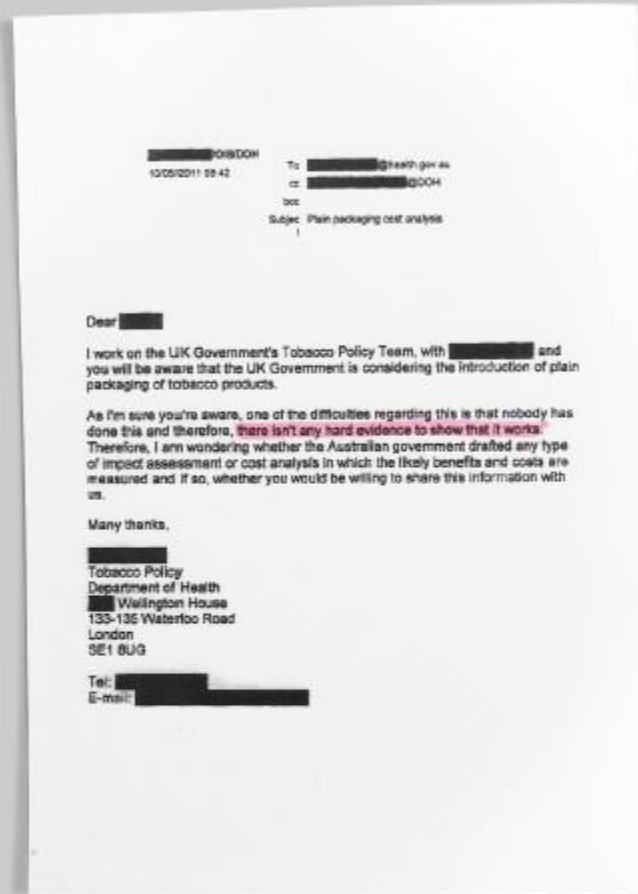 OIS/DOH
10/05/2011 09:42
To @health.gov.au
cc @DOH
bcc
Subjec Plain packaging cost analysis
t
Dear
I work on the UK Government's Tobacco Policy Team, with and
you will be aware that the UK Government is considering the introduction of plain
packaging of tobacco products.
As I'm sure you're aware, one of the difficulties regarding this is that nobody has
done this and therefore, there isn't any hard evidence to show that it works.
Therefore, I am wondering whether the Australian government drafted any type
of impact assessment or cost analysis in which the likely benefits and costs are
measured and if so, whether you would be willing to share this information with
us.
Many thanks,
Tobacco Policy
Department of Health
Wellington House
133-135 Waterloo Road
London
SE1 8UG
Tel:
E-mail: